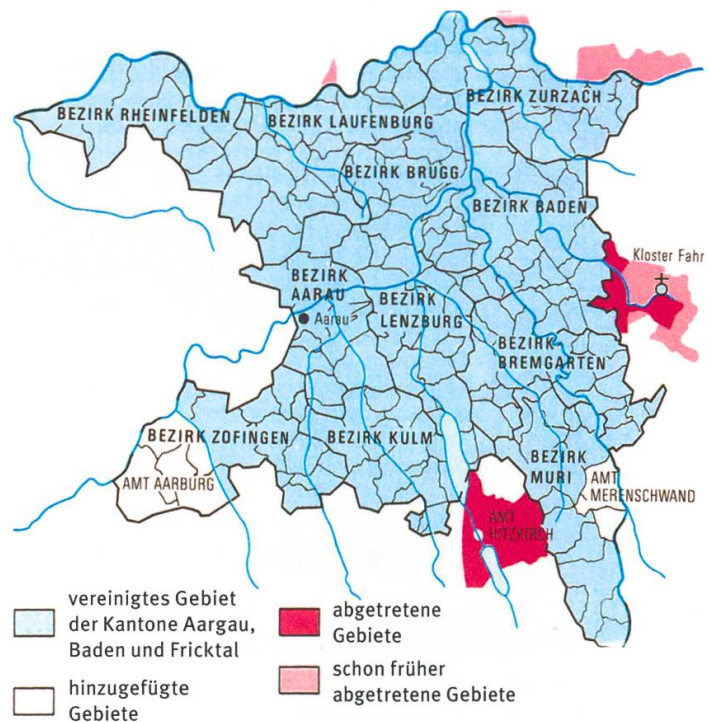 BEZIRK ZURZACH
BEZIRK RHEINFELDEN
BEZIRK LAUFENBURG
BEZIRK BRUGG
BEZIRK BADEN
Kloster Fahr
BEZIRK
AARAU
Aarau
BEZIRK
LENZBURG
BEZIRK
BREMGARTEN
BEZIRK ZOFINGEN
BEZIRK KULM
BEZIRK
MURI
AMT AARBURG
AMT
MERENSCHWAND
AMT
HITZKIRCH
vereinigtes Gebiet
der Kantone Aargau,
Baden und Fricktal
hinzugefügte
Gebiete
abgetretene
Gebiete
schon früher
abgetretene Gebiete